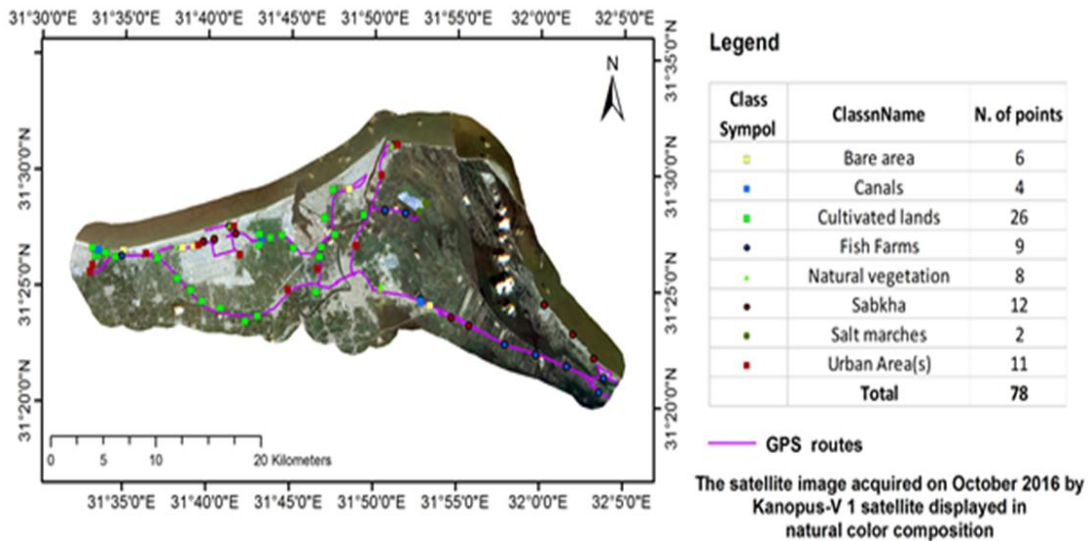 31°30'0"E 31°35'0"E 31°40'0"E 31°45'0"E 31°50'0"E 31°55'0"E 32°0'0"E 32°5'0"E
31°30'0"N
31°25'0"N
31°20'0"N
N
31°35'0"N
31°30'0"N
31°25'0"N
31°20'0"N
0 5 10 20 Kilometers
31°35'0"E 31°40'0"E 31°45'0"E 31°50'0"E 31°55'0"E 32°0'0"E 32°5'0"E
Legend
Class
Sympol ClassnName N. of points
Bare area 6
Canals 4
Cultivated lands 26
Fish Farms 9
Natural vegetation 8
Sabkha 12
Salt marches 2
Urban Area(s) 11
Total 78
GPS routes
The satellite image acquired on October 2016 by
Kanopus-V 1 satellite displayed in
natural color composition